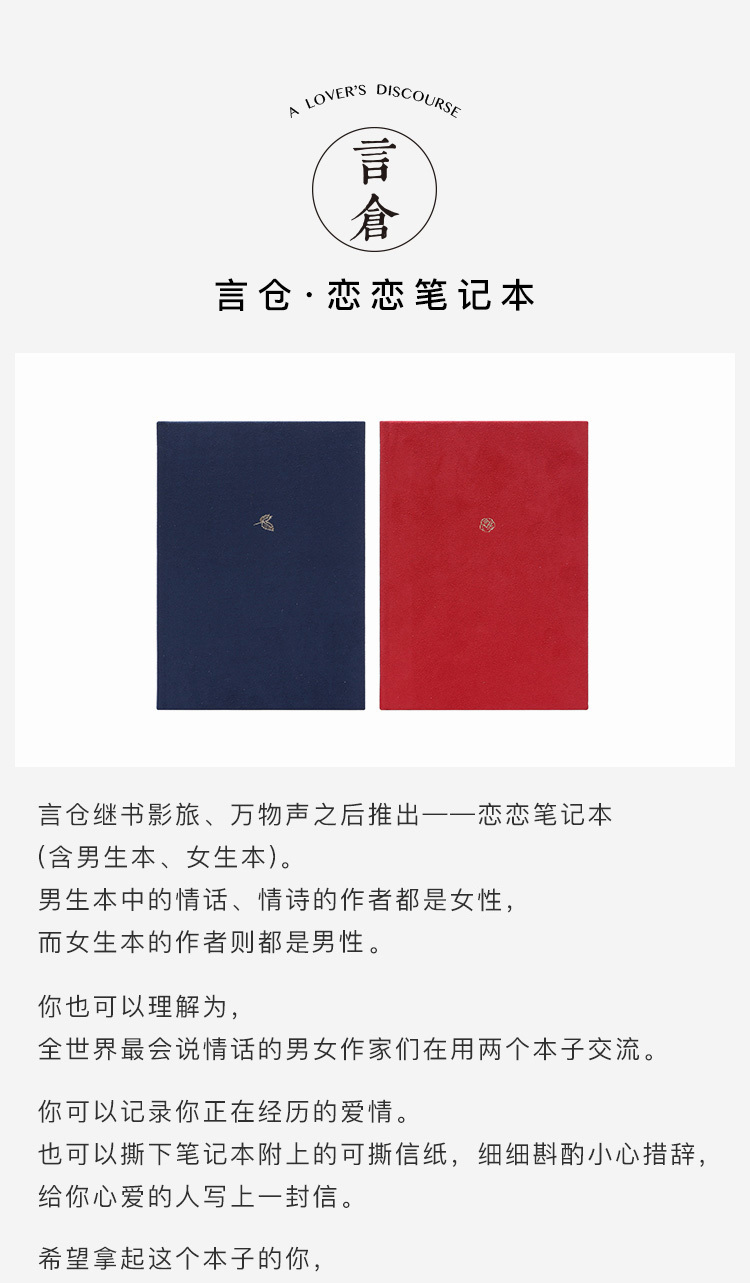 A LOVER'S DISCOURSE
言
倉
言仓·恋恋笔记本
言仓继书影旅、万物声之后推出——恋恋笔记本
(含男生本、女生本)。
男生本中的情话、情诗的作者都是女性，
而女生本的作者则都是男性。
你也可以理解为，
全世界最会说情话的男女作家们在用两个本子交流。
你可以记录你正在经历的爱情。
也可以撕下笔记本附上的可撕信纸，细细斟酌小心措辞，
给你心爱的人写上一封信。
希望拿起这个本子的你，